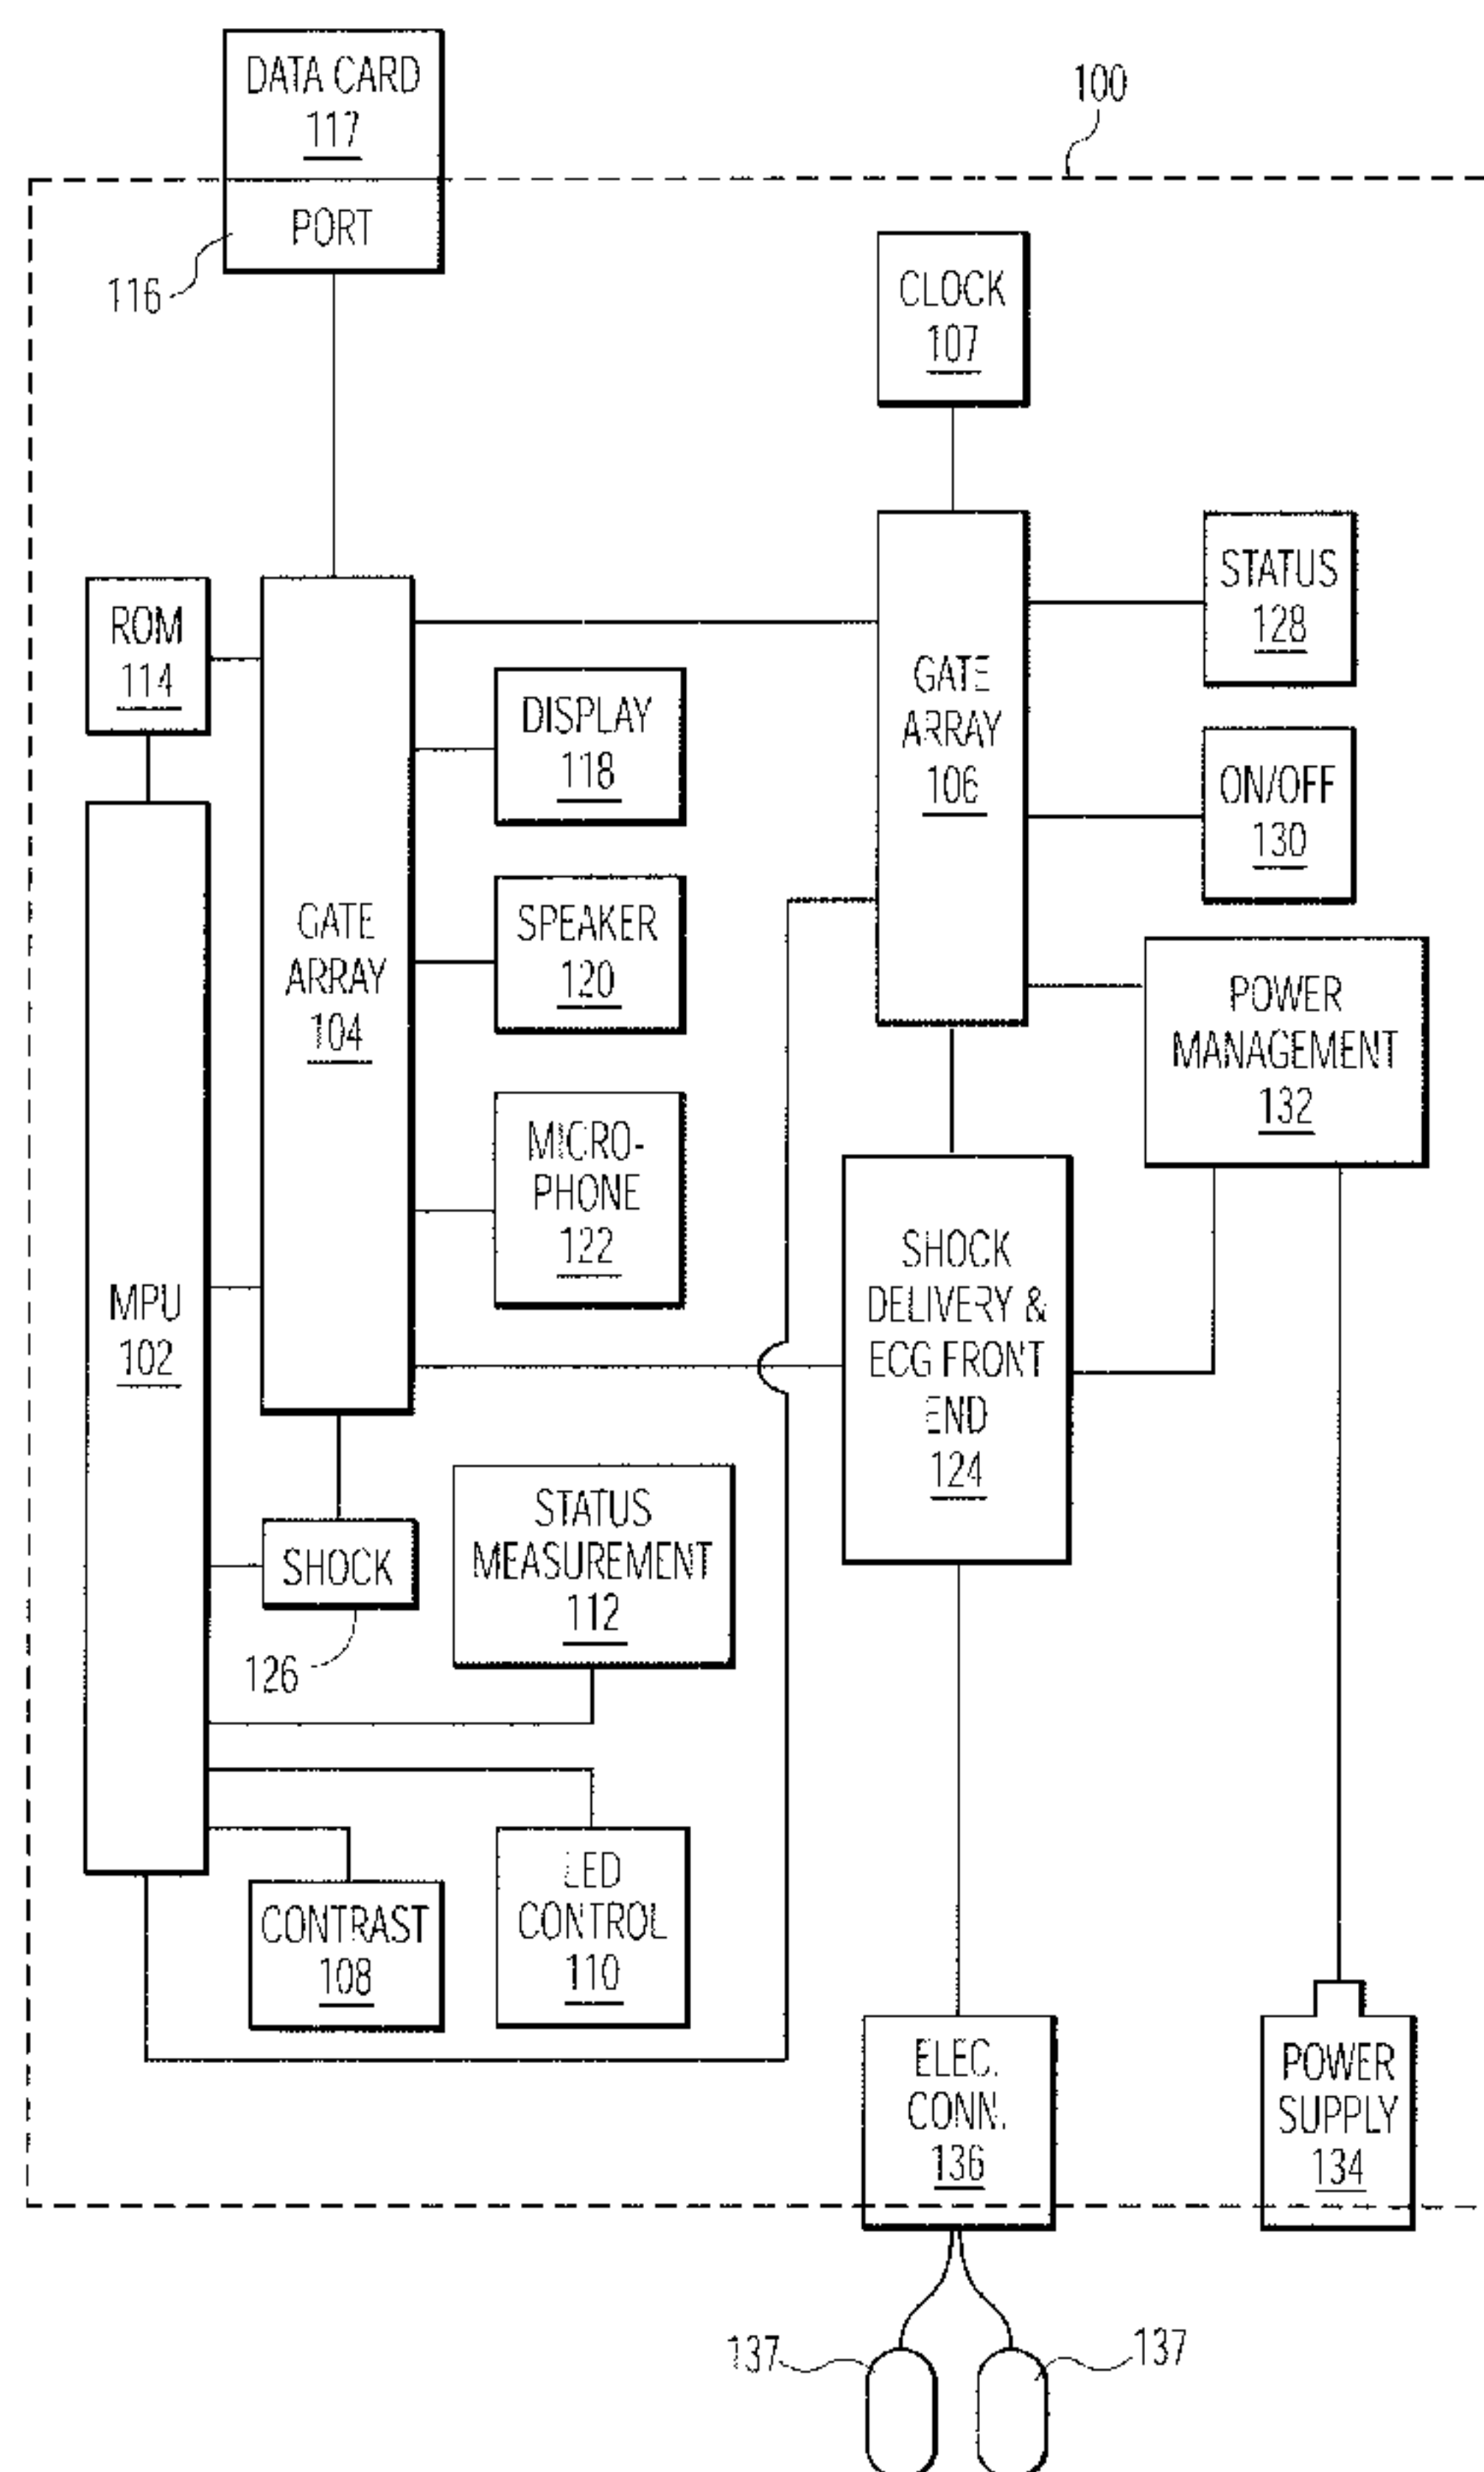 DATA CARD
117
PORT
116
100
CLOCK
107
ROM
114
GATE
ARRAY
104
DISPLAY
118
SPEAKER
120
MICRO-
PHONE
122
GATE
ARRAY
106
STATUS
128
ON/OFF
130
POWER
MANAGEMENT
132
MPU
102
SHOCK
DELIVERY &
ECG FRONT
END
124
SHOCK
126
STATUS
MEASUREMENT
112
CONTRAST
108
LED
CONTROL
110
ELEC.
CONN.
136
POWER
SUPPLY
134
137
137